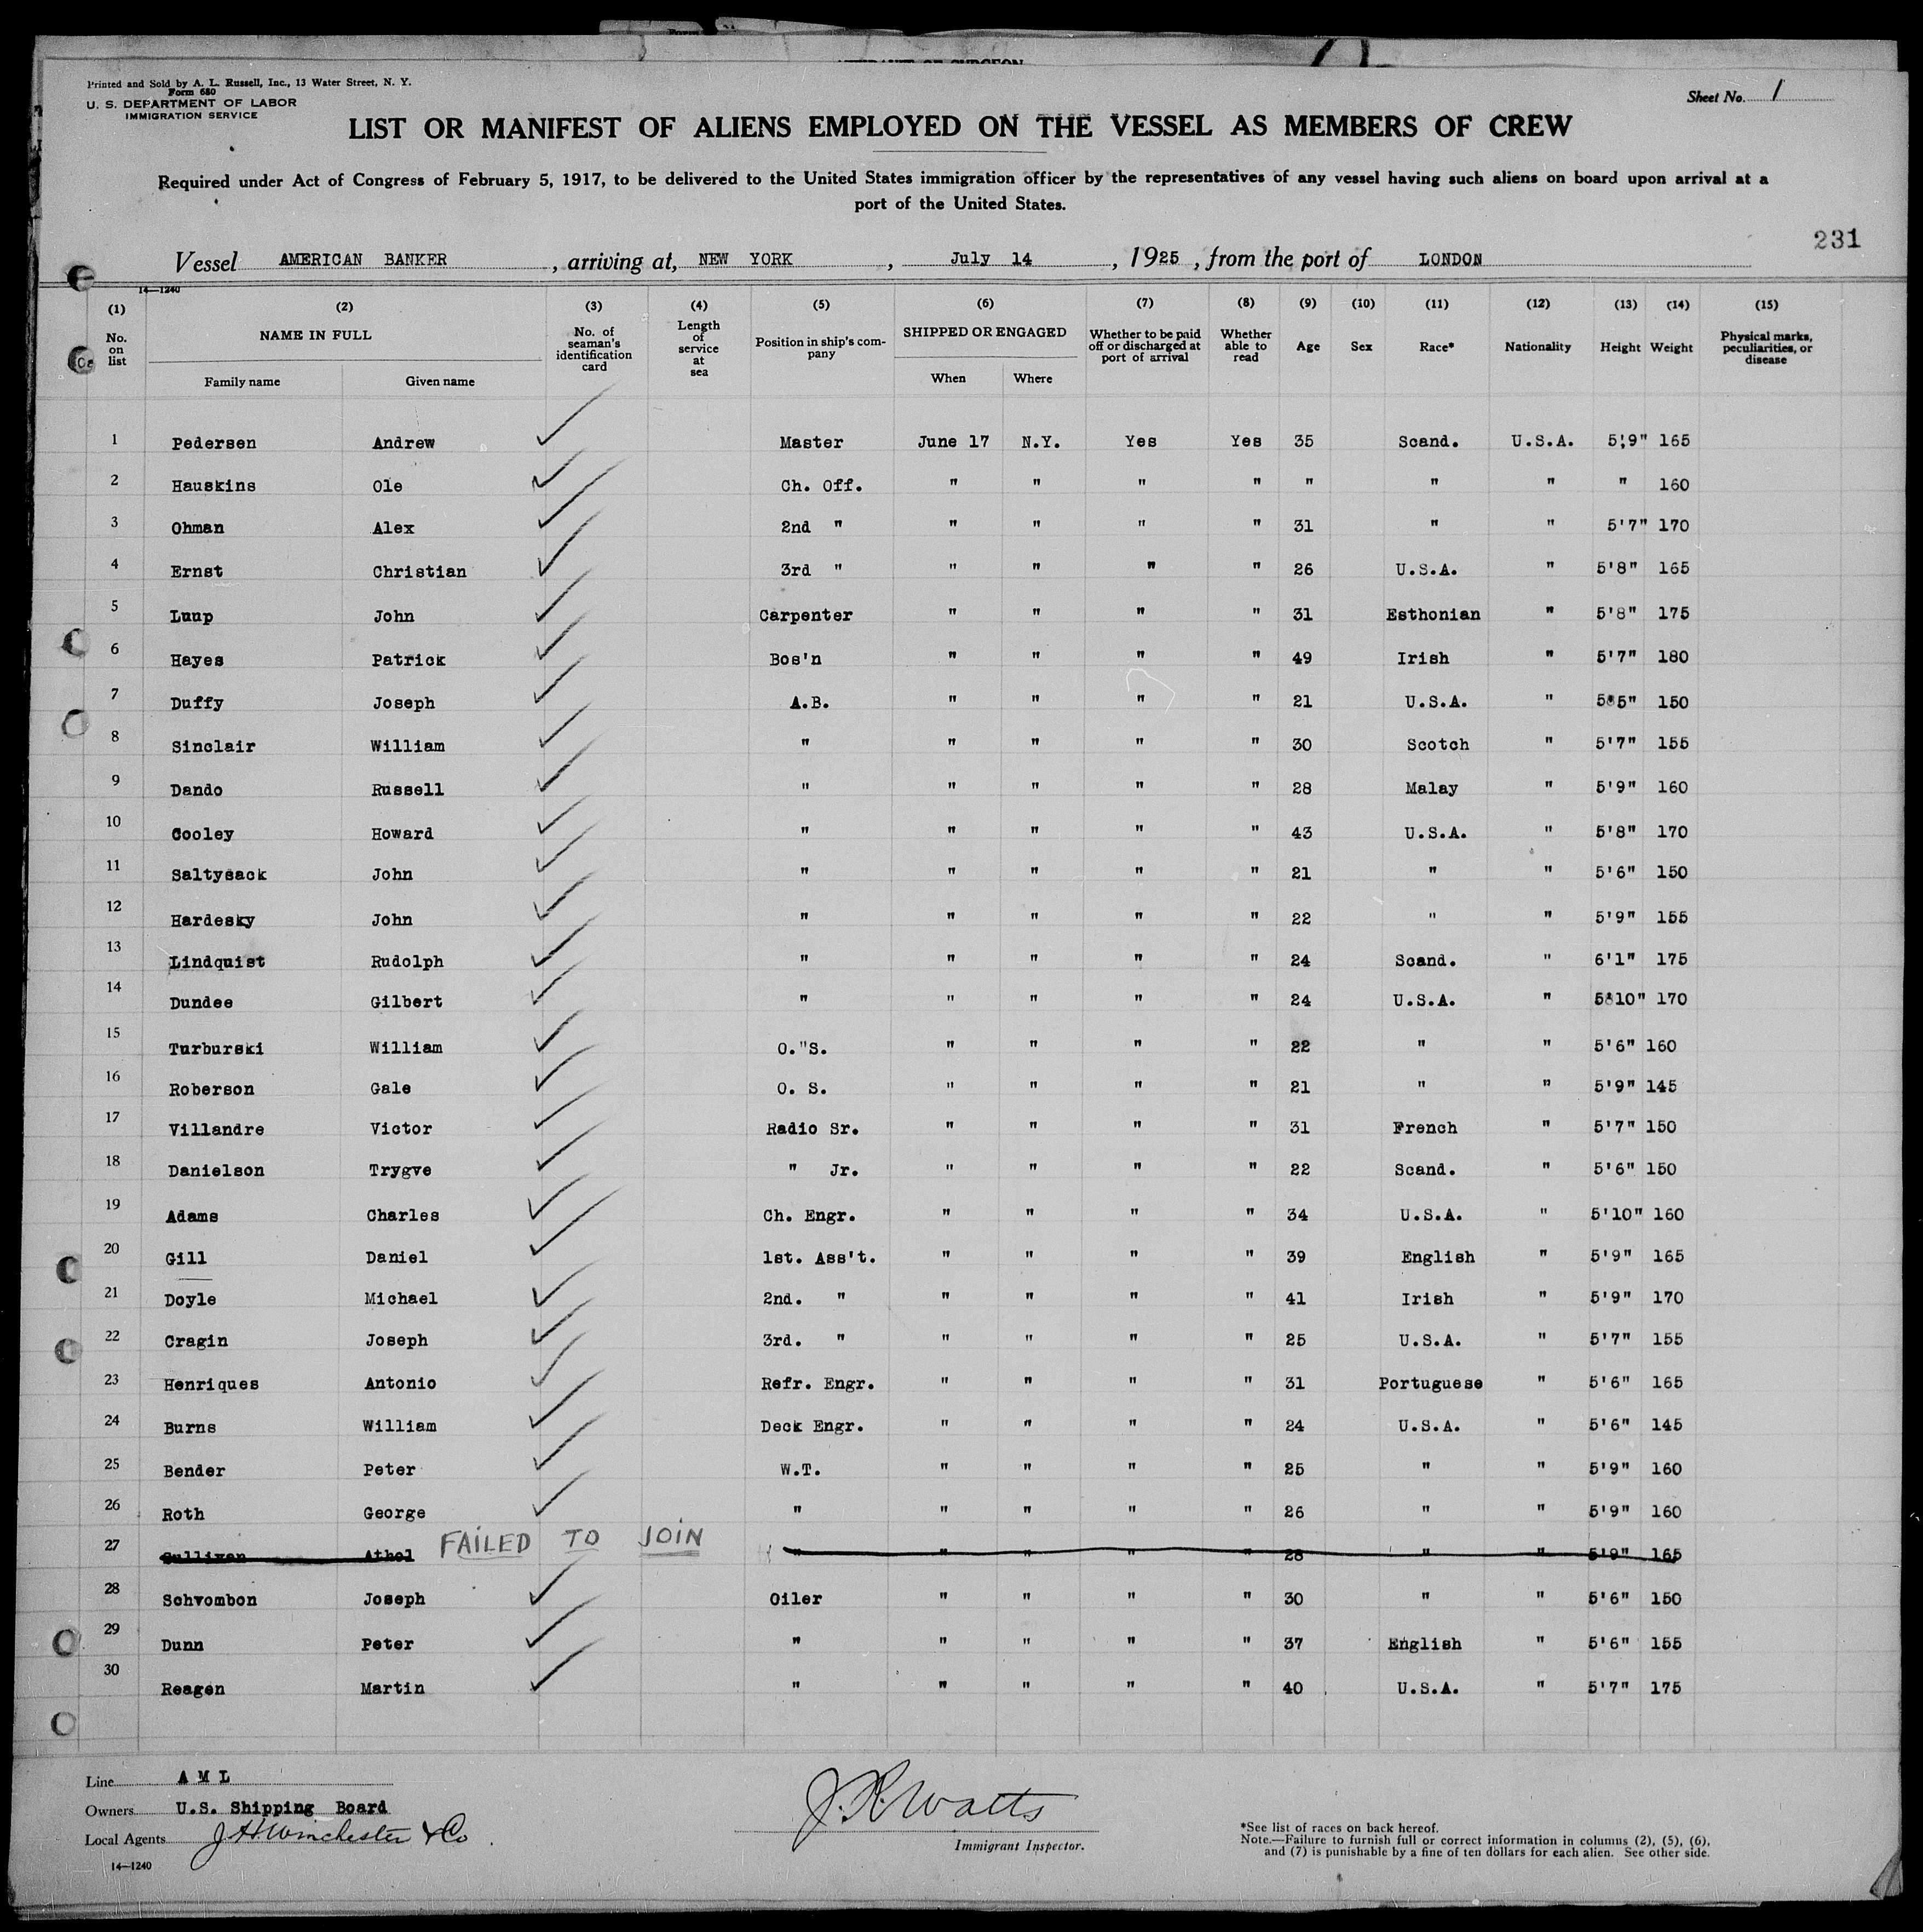 Printed and Sold by A. L. Russell, Inc., 13 Water Street, N. Y.
Form 680
U. S. DEPARTMENT OF LABOR
IMMIGRATION SERVICE
Sheet No. 1
LIST OR MANIFEST OF ALIENS EMPLOYED ON THE VESSEL AS MEMBERS OF CREW
Required under Act of Congress of February 5, 1917, to be delivered to the United States immigration officer by the representatives of any vessel having such aliens on board upon arrival at a
port of the United States.
231
Vessel AMERICAN BANKER, arriving at, NEW YORK, July 14, 1925, from the port of LONDON
14—1240
(1) (2) (3) (4) (5) (6) (7) (8) (9) (10) (11) (12) (13) (14) (15)
No. on list NAME IN FULL Family name Given name No. of seaman's identification card Length of service at sea Position in ship's company SHIPPED OR ENGAGED When Where Whether to be paid off or discharged at port of arrival Whether able to read Age Sex Race* Nationality Height Weight Physical marks, peculiarities, or disease
1 Pedersen Andrew Master June 17 N.Y. Yes Yes 35 Scand. U.S.A. 5'9" 165
2 Hauskins Ole Ch. Off. " " " " " " " " 160
3 Ohman Alex 2nd " " " " " 31 " " 5'7" 170
4 Ernst Christian 3rd " " " " " 26 U.S.A. " 5'8" 165
5 Luup John Carpenter " " " " 31 Esthonian " 5'8" 175
6 Hayes Patrick Bos'n " " " " 49 Irish " 5'7" 180
7 Duffy Joseph A.B. " " " " 21 U.S.A. " 5'5" 150
8 Sinclair William " " " " " 30 Scotch " 5'7" 155
9 Dando Russell " " " " " 28 Malay " 5'9" 160
10 Cooley Howard " " " " " 43 U.S.A. " 5'8" 170
11 Saltysack John " " " " " 21 " " 5'6" 150
12 Hardesky John " " " " " 22 " " 5'9" 155
13 Lindquist Rudolph " " " " " 24 Scand. " 6'1" 175
14 Dundee Gilbert " " " " " 24 U.S.A. " 5'10" 170
15 Turburski William O."S. " " " " 22 " " 5'6" 160
16 Roberson Gale O. S. " " " " 21 " " 5'9" 145
17 Villandre Victor Radio Sr. " " " " 31 French " 5'7" 150
18 Danielson Trygve " Jr. " " " " 22 Scand. " 5'6" 150
19 Adams Charles Ch. Engr. " " " " 34 U.S.A. " 5'10" 160
20 Gill Daniel 1st. Ass't. " " " " 39 English " 5'9" 165
21 Doyle Michael 2nd. " " " " " 41 Irish " 5'9" 170
22 Cragin Joseph 3rd. " " " " " 25 U.S.A. " 5'7" 155
23 Henriques Antonio Refr. Engr. " " " " 31 Portuguese " 5'6" 165
24 Burns William Deck Engr. " " " " 24 U.S.A. " 5'6" 145
25 Bender Peter W.T. " " " " 25 " " 5'9" 160
26 Roth George " " " " " 26 " " 5'9" 160
27 Sullivan Athol FAILED TO JOIN " " " " " 28 " " 5'9" 165
28 Schvombon Joseph Oiler " " " " 30 " " 5'6" 150
29 Dunn Peter " " " " " 37 English " 5'6" 155
30 Reagen Martin " " " " " 40 U.S.A. " 5'7" 175
Line A M L
Owners U.S. Shipping Board
Local Agents J.H. Winchester & Co.
14—1240
J. R. Watts
Immigrant Inspector.
*See list of races on back hereof.
Note.—Failure to furnish full or correct information in columns (2), (5), (6),
and (7) is punishable by a fine of ten dollars for each alien. See other side.